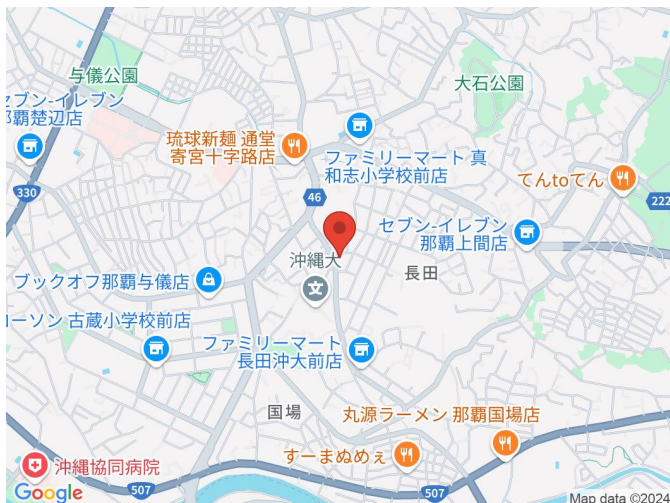 与儀公園
大石公園
セブン-イレブン
那覇楚辺店
琉球新麺 通堂
寄宮十字路店
ファミリーマート 真
和志小学校前店
てんtoてん
330
46
222
セブン-イレブン
那覇上間店
沖縄大
長田
ブックオフ那覇与儀店
文
ローソン 古蔵小学校前店
ファミリーマート
長田沖大前店
国場
丸源ラーメン 那覇国場店
すーまぬめぇ
沖縄協同病院
Google
507
507
Map data ©2024